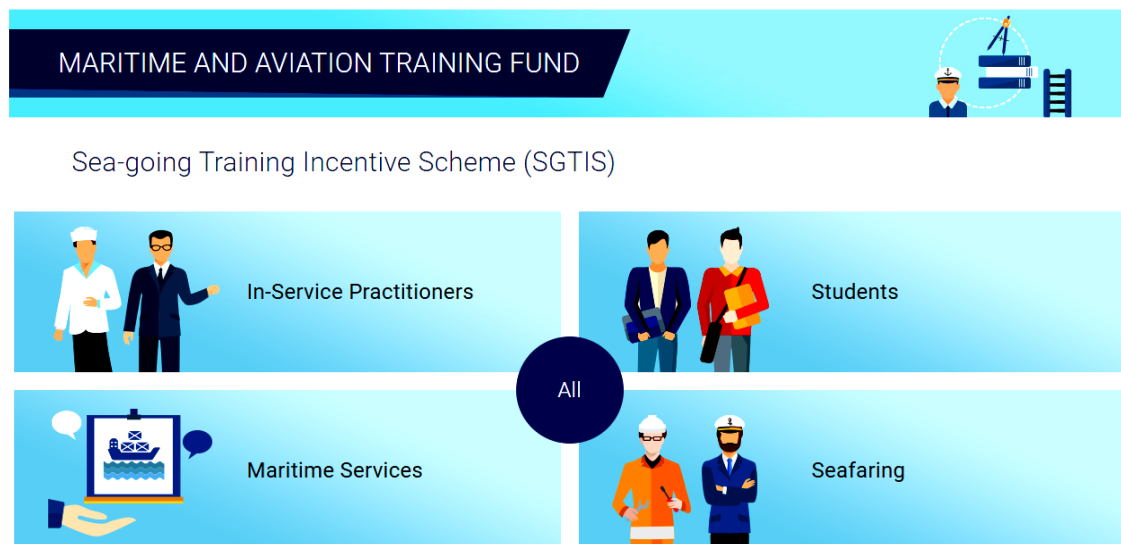 MARITIME AND AVIATION TRAINING FUND
Sea-going Training Incentive Scheme (SGTIS)
In-Service Practitioners
Students
All
Maritime Services
Seafaring